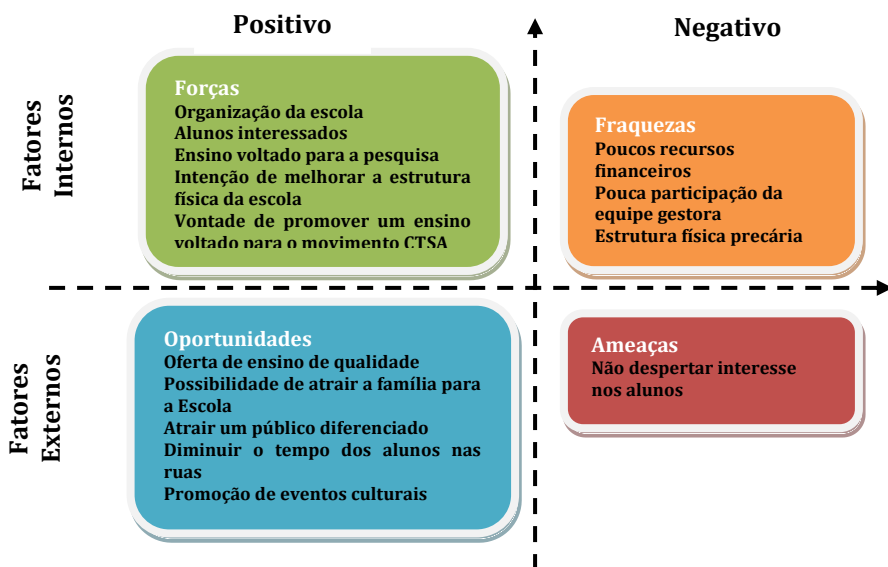 Positivo
Negativo
Fatores
Internos
Forças
Organização da escola
Alunos interessados
Ensino voltado para a pesquisa
Intenção de melhorar a estrutura
física da escola
Vontade de promover um ensino
voltado para o movimento CTSA
Fraquezas
Poucos recursos
financeiros
Pouca participação da
equipe gestora
Estrutura física precária
Fatores
Externos
Oportunidades
Oferta de ensino de qualidade
Possibilidade de atrair a família para
a Escola
Atrair um público diferenciado
Diminuir o tempo dos alunos nas
ruas
Promoção de eventos culturais
Ameaças
Não despertar interesse
nos alunos